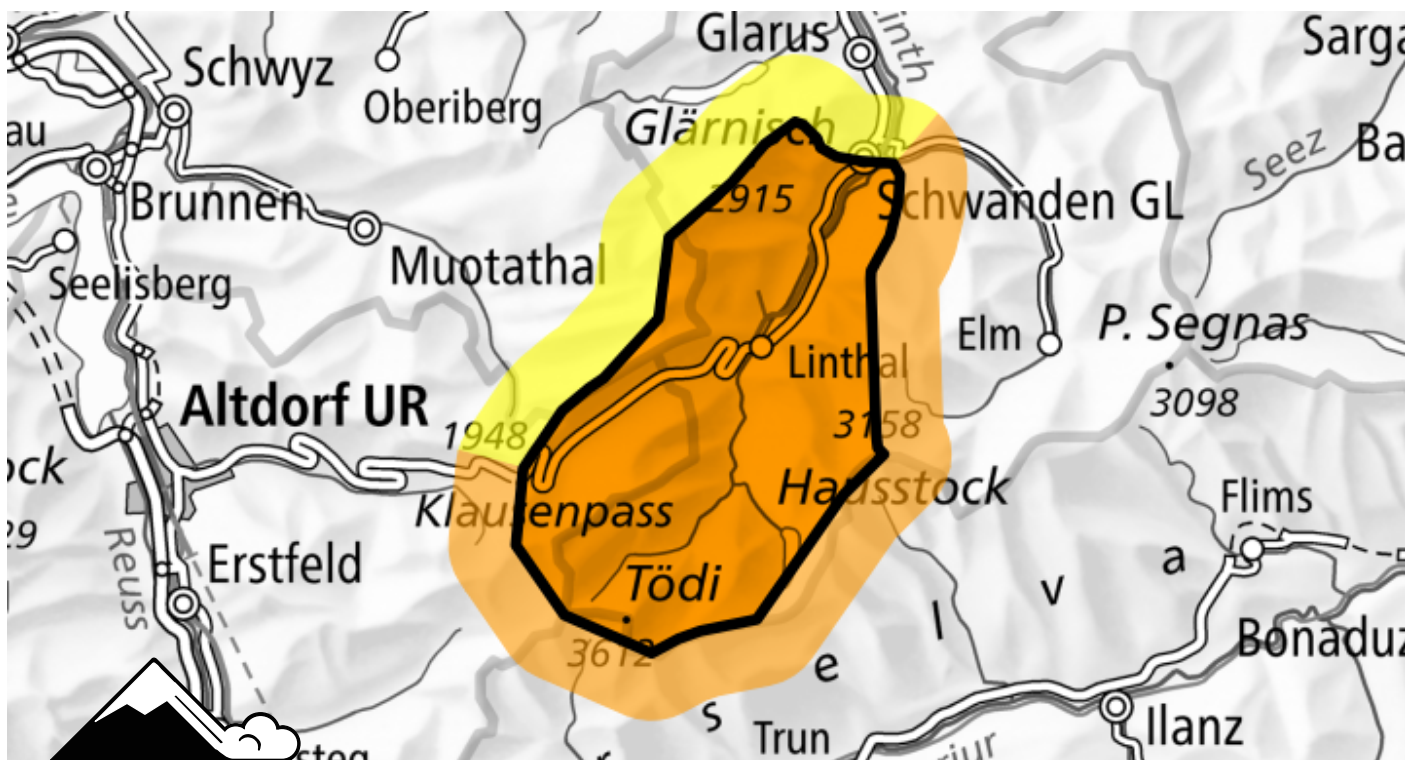 Glarus
Linth
Schwyz
Oberiberg
Glärnisch
Seez
Brunnen
2915
Schwanden GL
Muotathal
Seelisberg
P. Segnas
Elm
Linthal
3098
Altdorf UR
1948
3158
Hausstock
Klausenpass
Flims
Reuss
Erstfeld
Tödi
a
v
l
Bonaduz
3612
e
s
Trun
Ilanz
r